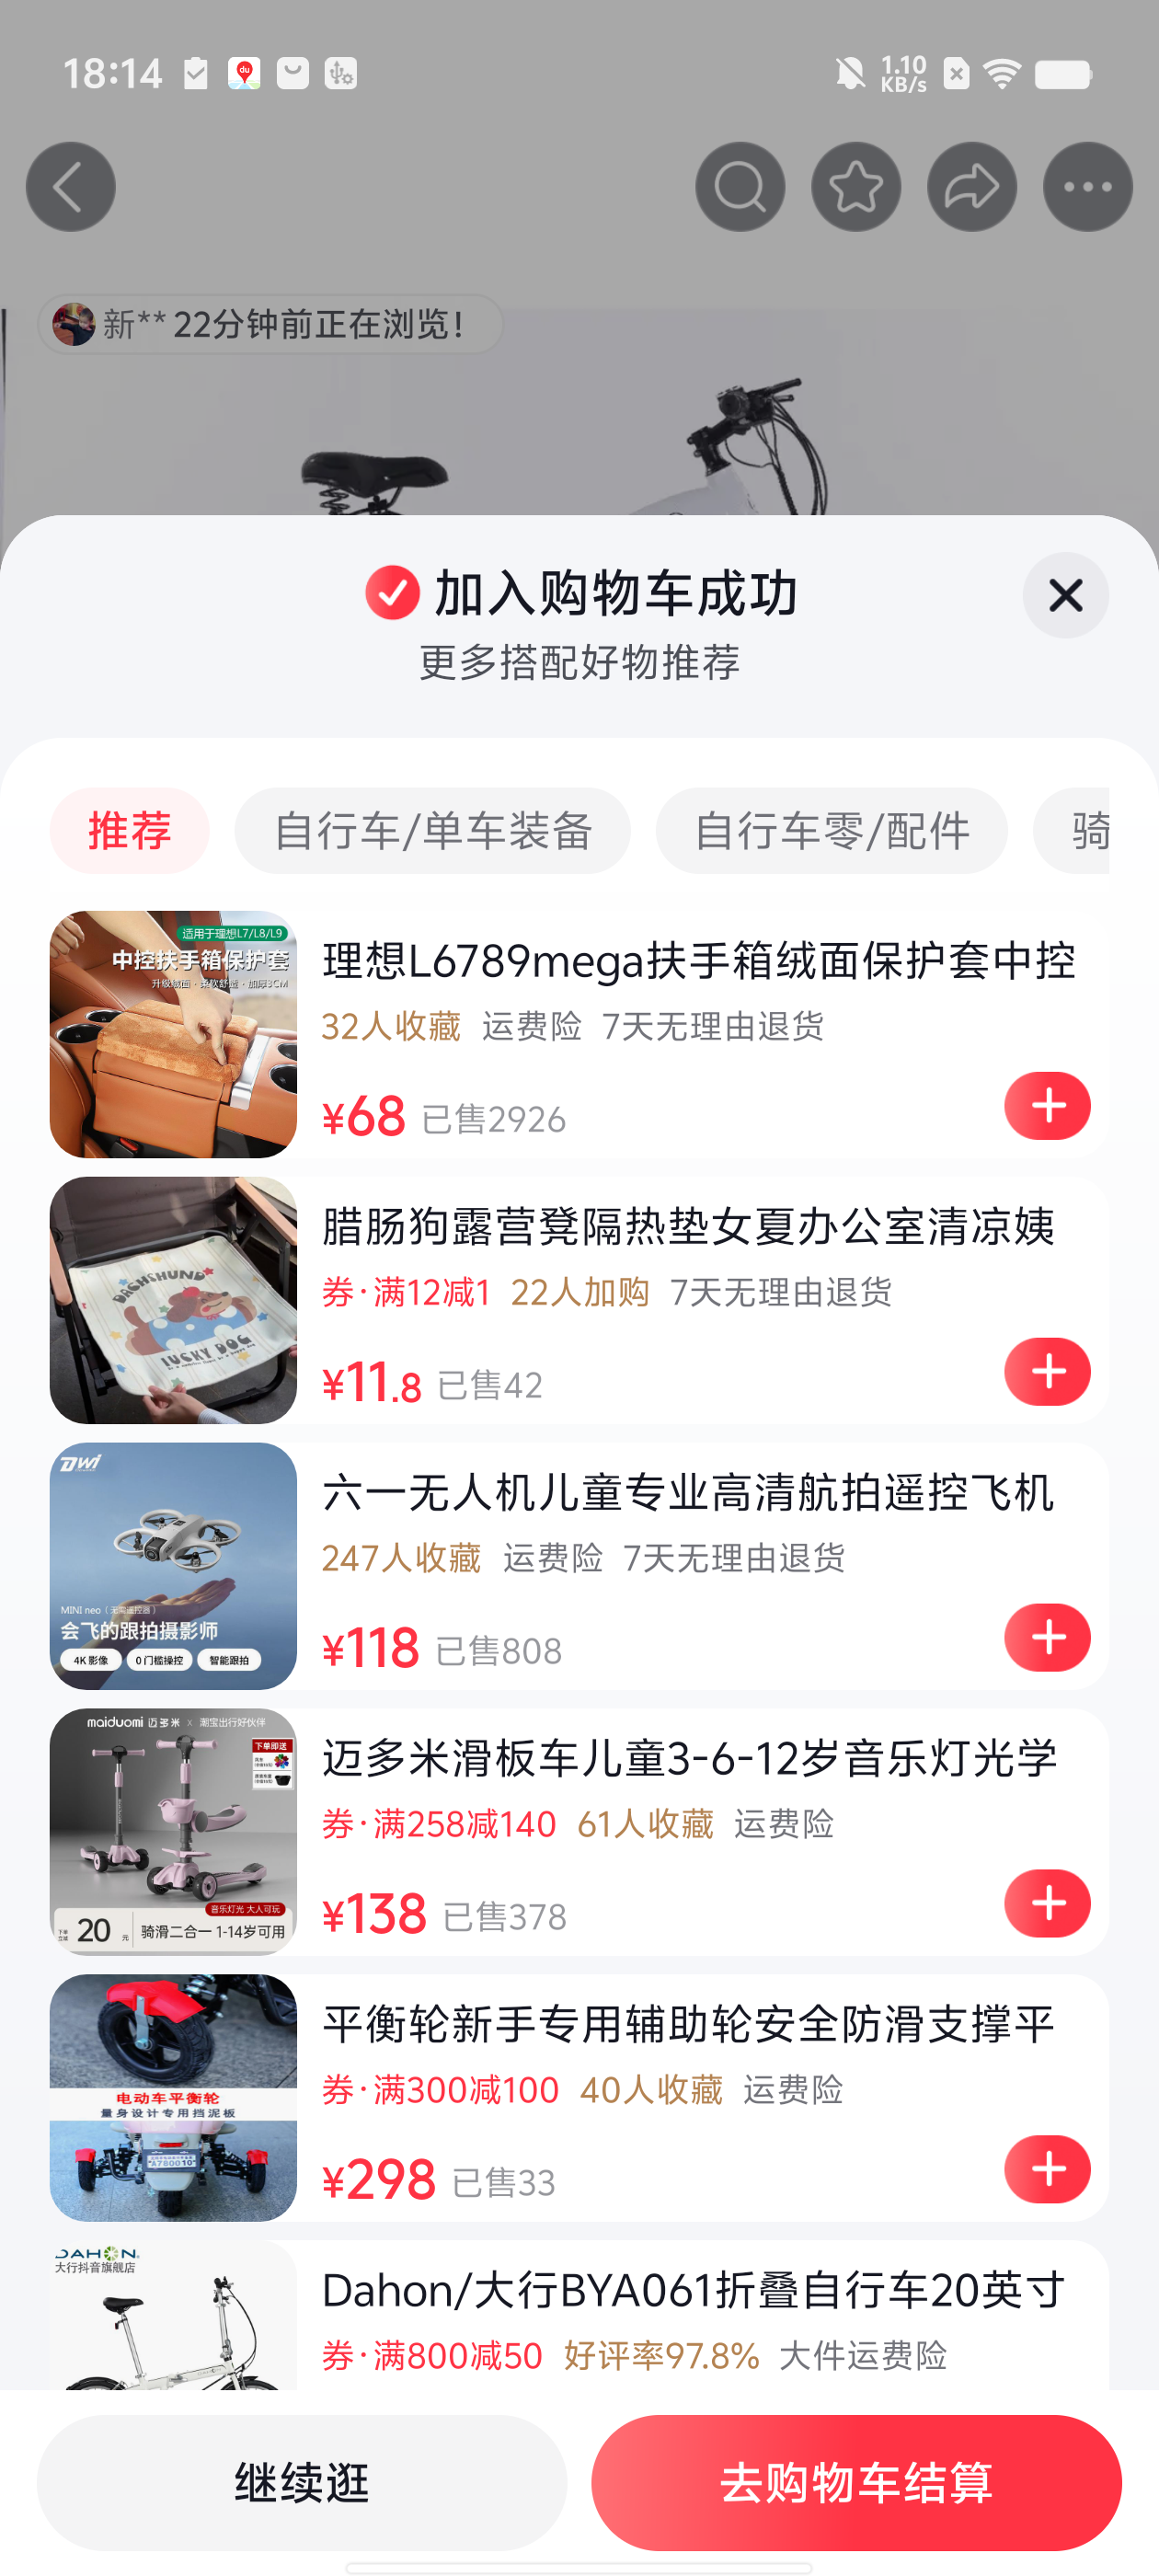 18:14
1.10
KB/s
新** 22分钟前正在浏览!
加入购物车成功
更多搭配好物推荐
推荐
自行车/单车装备
自行车零/配件
骑
适用于理想L7/L8/L9
中控扶手箱保护套
理想L6789mega扶手箱绒面保护套中控
32人收藏 运费险 7天无理由退货
¥68 已售2926
DACHSHUND
LUCKY DOG
腊肠狗露营凳隔热垫女夏办公室清凉姨
券·满12减1 22人加购 7天无理由退货
¥11.8 已售42
DWI
MINI neo(无需遥控器)
会飞的跟拍摄影师
4K 影像 0门槛操控 智能跟拍
六一无人机儿童专业高清航拍遥控飞机
247人收藏 运费险 7天无理由退货
¥118 已售808
maiduomi 迈多米 x 潮宝出行好伙伴
下单即送
音乐灯光 大人可玩
20 元 骑滑二合一 1-14岁可用
迈多米滑板车儿童3-6-12岁音乐灯光学
券·满258减140 61人收藏 运费险
¥138 已售378
电动车平衡轮
量身设计专用挡泥板
A780010
平衡轮新手专用辅助轮安全防滑支撑平
券·满300减100 40人收藏 运费险
¥298 已售33
DAHON
大行抖音旗舰店
Dahon/大行BYA061折叠自行车20英寸
券·满800减50 好评率97.8% 大件运费险
继续逛
去购物车结算